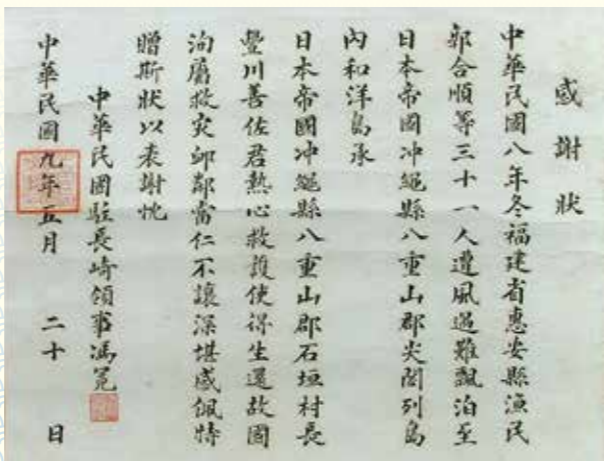 感謝狀
中華民國八年冬福建省惠安縣漁民
郭合順等三十一人遭風遇難飄泊至
日本帝國沖繩縣八重山郡尖閣列島
內和洋島承
日本帝國沖繩縣八重山郡石垣村長
豐川善佐君熱心救護使得生還故國
洵屬救灾卹鄰當仁不讓深堪感佩特
贈斯狀以表謝忱
中華民國駐長崎領事馮冕
中華民國九年五月二十日